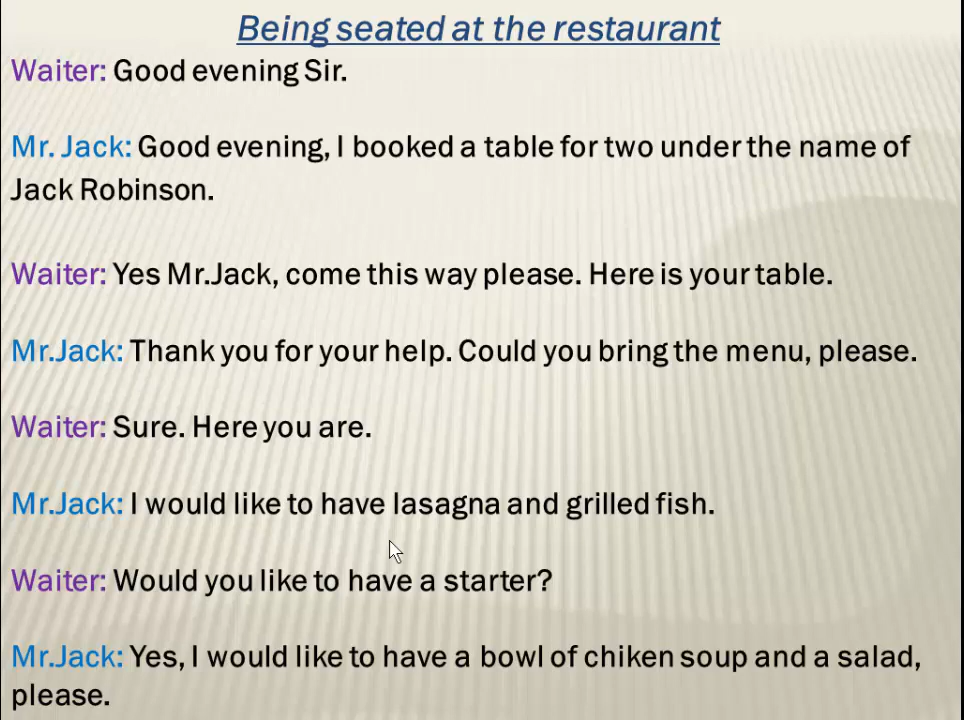 Being seated at the restaurant
Waiter: Good evening Sir.
Mr. Jack: Good evening, I booked a table for two under the name of
Jack Robinson.
Waiter: Yes Mr.Jack, come this way please. Here is your table.
Mr.Jack: Thank you for your help. Could you bring the menu, please.
Waiter: Sure. Here you are.
Mr.Jack: I would like to have lasagna and grilled fish.
Waiter: Would you like to have a starter?
Mr.Jack: Yes, I would like to have a bowl of chiken soup and a salad,
please.